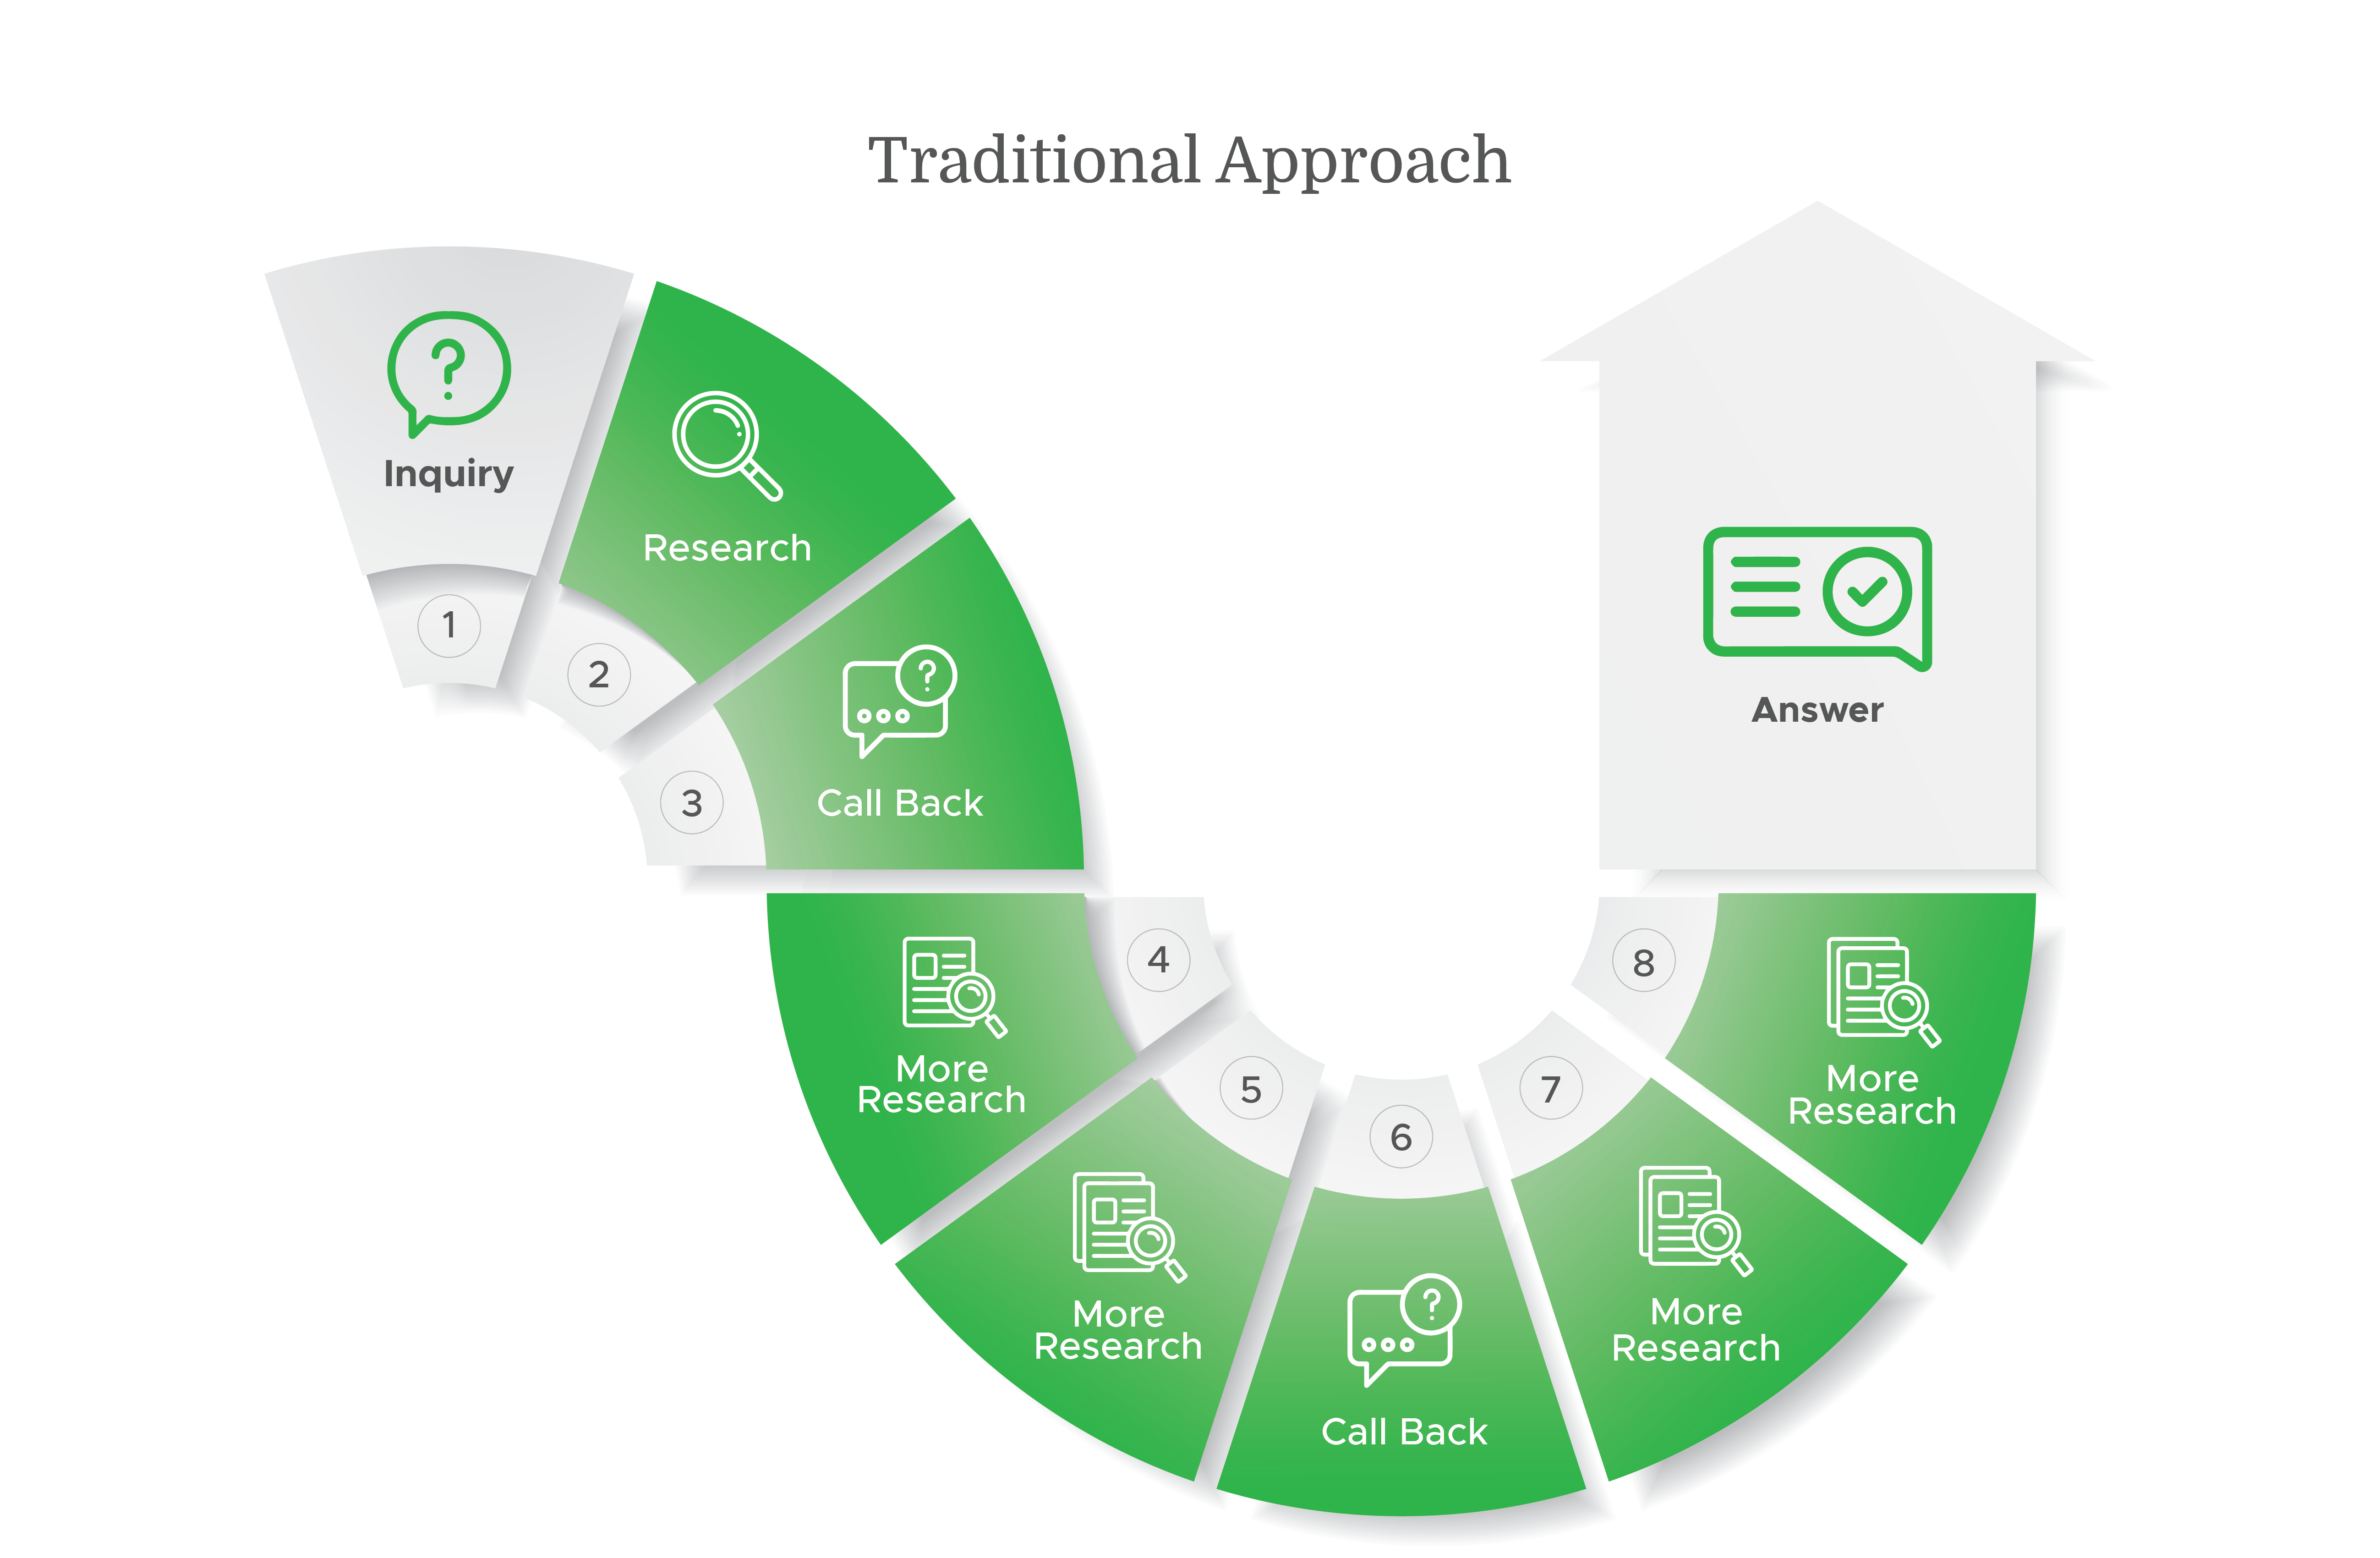 Traditional Approach
Inquiry
1
Research
2
Call Back
3
More
Research
4
More
Research
5
Call Back
6
More
Research
7
More
Research
8
Answer